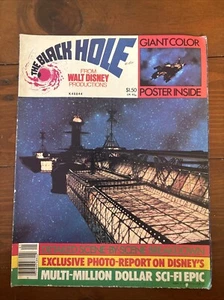 THE BLACK HOLE
FROM
WALT DISNEY
PRODUCTIONS
$1.50
GIANT COLOR
POSTER INSIDE
EXCLUSIVE PHOTO-REPORT ON DISNEY'S
MULTI-MILLION DOLLAR SCI-FI EPIC